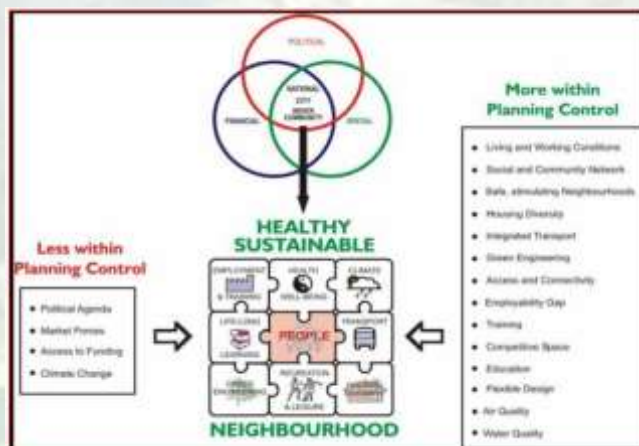 POLITICAL
NATIONAL
CITY
COMMUNITY
FINANCIAL
SOCIAL
More within
Planning Control
Living and Working Conditions
Social and Community Network
Safe, stimulating Neighbourhoods
Housing Diversity
Integrated Transport
Green Engineering
Access and Connectivity
Employability Gap
Training
Competitive Space
Education
Flexible Design
Air Quality
Water Quality
Less within
Planning Control
Political Agenda
Market Forces
Access to Funding
Climate Change
HEALTHY
SUSTAINABLE
EMPLOYMENT
& TRAINING
HEALTH
WELL-BEING
CLIMATE
LIFE-LONG
LEARNING
PEOPLE
TRANSPORT
ENGINEERING
RECREATION
& LEISURE
NEIGHBOURHOOD